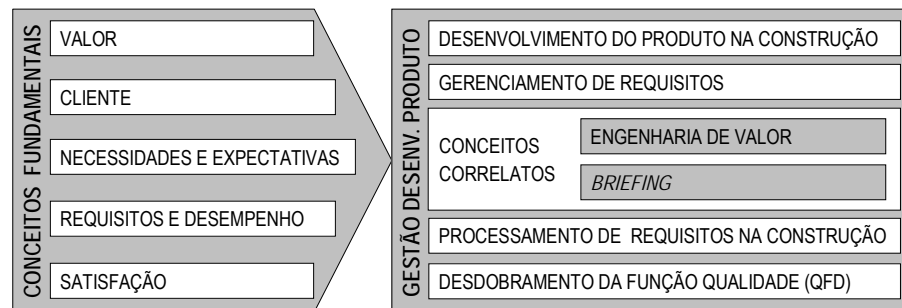 CONCEITOS FUNDAMENTAIS
VALOR
CLIENTE
NECESSIDADES E EXPECTATIVAS
REQUISITOS E DESEMPENHO
SATISFAÇÃO
GESTÃO DESENV. PRODUTO
DESENVOLVIMENTO DO PRODUTO NA CONSTRUÇÃO
GERENCIAMENTO DE REQUISITOS
CONCEITOS
CORRELATOS
ENGENHARIA DE VALOR
BRIEFING
PROCESSAMENTO DE REQUISITOS NA CONSTRUÇÃO
DESDOBRAMENTO DA FUNÇÃO QUALIDADE (QFD)